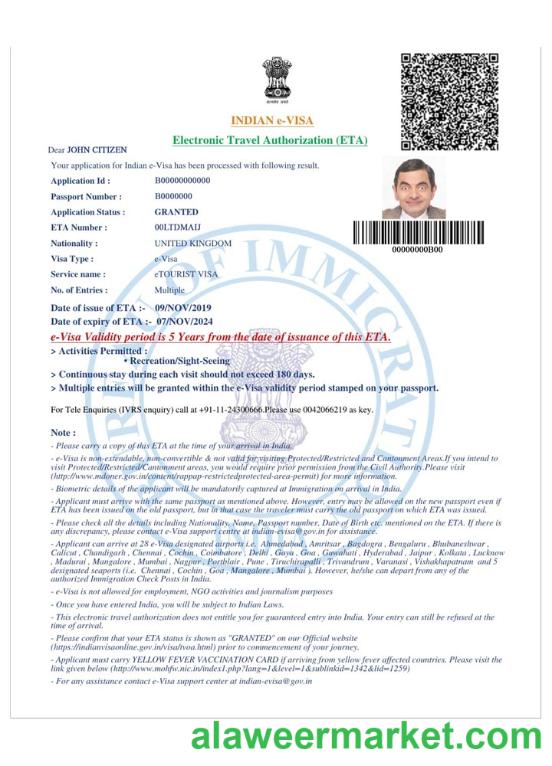 सत्यमेव जयते
INDIAN e-VISA
Electronic Travel Authorization (ETA)
Dear JOHN CITIZEN
Your application for Indian e-Visa has been processed with following result.
Application Id : B00000000000
Passport Number : B0000000
Application Status : GRANTED
ETA Number : 00LTDMAIJ
00000000B00
Nationality : UNITED KINGDOM
Visa Type : e-Visa
Service name : eTOURIST VISA
No. of Entries : Multiple
Date of issue of ETA :- 09/NOV/2019
Date of expiry of ETA :- 07/NOV/2024
e-Visa Validity period is 5 Years from the date of issuance of this ETA.
> Activities Permitted :
• Recreation/Sight-Seeing
> Continuous stay during each visit should not exceed 180 days.
> Multiple entries will be granted within the e-Visa validity period stamped on your passport.
For Tele Enquiries (IVRS enquiry) call at +91-11-24300666.Please use 0042066219 as key.
Note :
- Please carry a copy of this ETA at the time of your arrival in India.
- e-Visa is non-extendable, non-convertible & not valid for visiting Protected/Restricted and Cantonment Areas.If you intend to
visit Protected/Restricted/Cantonment areas, you would require prior permission from the Civil Authority.Please visit
(http://www.mdoner.gov.in/content/rappap-restrictedprotected-area-permit) for more information.
- Biometric details of the applicant will be mandatorily captured at Immigration on arrival in India.
- Applicant must arrive with the same passport as mentioned above. However, entry may be allowed on the new passport even if
ETA has been issued on the old passport, but in that case the traveler must carry the old passport on which ETA was issued.
- Please check all the details including Nationality, Name, Passport number, Date of Birth etc. mentioned on the ETA. If there is
any discrepancy, please contact e-Visa support centre at indian-evisa@gov.in,for assistance.
- Applicant can arrive at 28 e-Visa designated airports i.e. Ahmedabad , Amritsar , Bagdogra , Bengaluru , Bhubaneshwar ,
Calicut , Chandigarh , Chennai , Cochin , Coimbatore , Delhi , Gaya , Goa , Guwahati , Hyderabad , Jaipur , Kolkata , Lucknow
, Madurai , Mangalore , Mumbai , Nagpur , Portblair , Pune , Tiruchirapalli , Trivandrum , Varanasi , Vishakhapatnam and 5
designated seaports (i.e. Chennai , Cochin , Goa , Mangalore , Mumbai ). However, he/she can depart from any of the
authorized Immigration Check Posts in India.
- e-Visa is not allowed for employment, NGO activities and journalism purposes
- Once you have entered India, you will be subject to Indian Laws.
- This electronic travel authorization does not entitle you for guaranteed entry into India. Your entry can still be refused at the
time of arrival.
- Please confirm that your ETA status is shown as "GRANTED" on our Official website
(https://indianvisaonline.gov.in/visa/tvoa.html) prior to commencement of your journey.
- Applicant must carry YELLOW FEVER VACCINATION CARD if arriving from yellow fever affected countries. Please visit the
link given below (http://www.mohfw.nic.in/index1.php?lang=1&level=1&sublinkid=1342&lid=1259)
- For any assistance contact e-Visa support center at indian-evisa@gov.in
BUREAU OF IMMIGRATION
alaweermarket.com